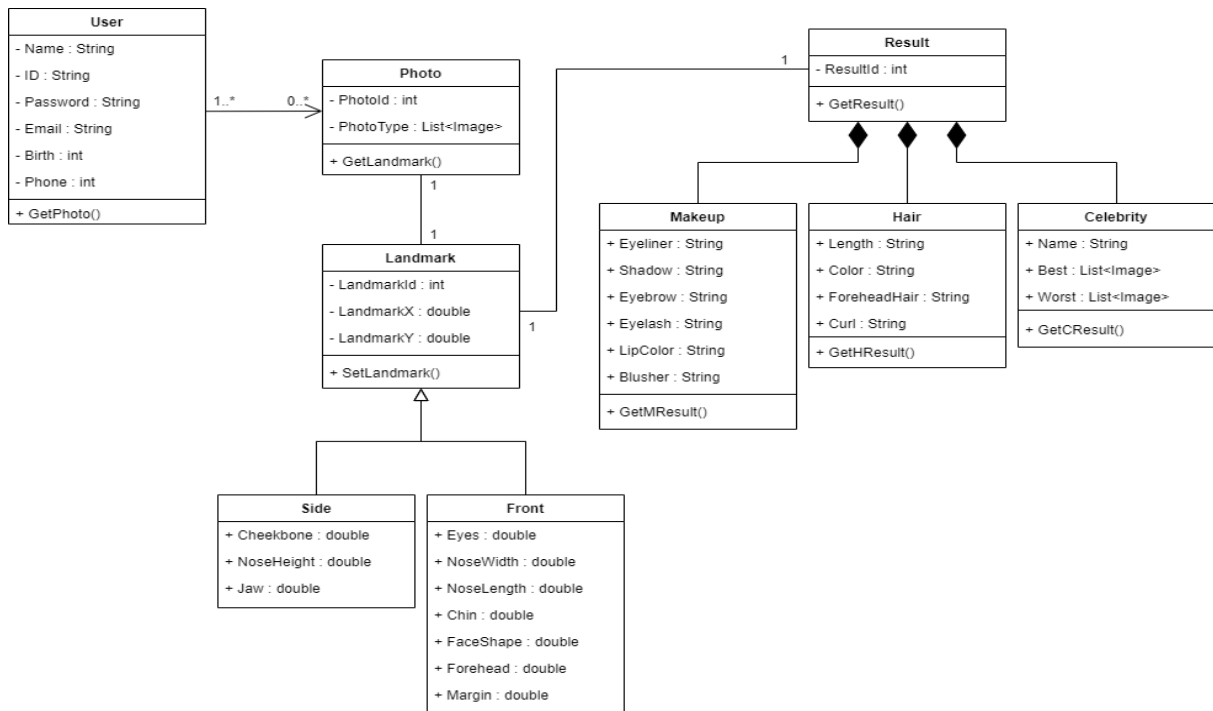 User
- Name : String
- ID : String
- Password : String
- Email : String
- Birth : int
- Phone : int
+ GetPhoto()
1..*
0..*
Photo
- PhotoId : int
- PhotoType : List<Image>
+ GetLandmark()
1
1
Landmark
- LandmarkId : int
- LandmarkX : double
- LandmarkY : double
+ SetLandmark()
1
1
Result
- ResultId : int
+ GetResult()
Makeup
+ Eyeliner : String
+ Shadow : String
+ Eyebrow : String
+ Eyelash : String
+ LipColor : String
+ Blusher : String
+ GetMResult()
Hair
+ Length : String
+ Color : String
+ ForeheadHair : String
+ Curl : String
+ GetHResult()
Celebrity
+ Name : String
+ Best : List<Image>
+ Worst : List<Image>
+ GetCResult()
Side
+ Cheekbone : double
+ NoseHeight : double
+ Jaw : double
Front
+ Eyes : double
+ NoseWidth : double
+ NoseLength : double
+ Chin : double
+ FaceShape : double
+ Forehead : double
+ Margin : double